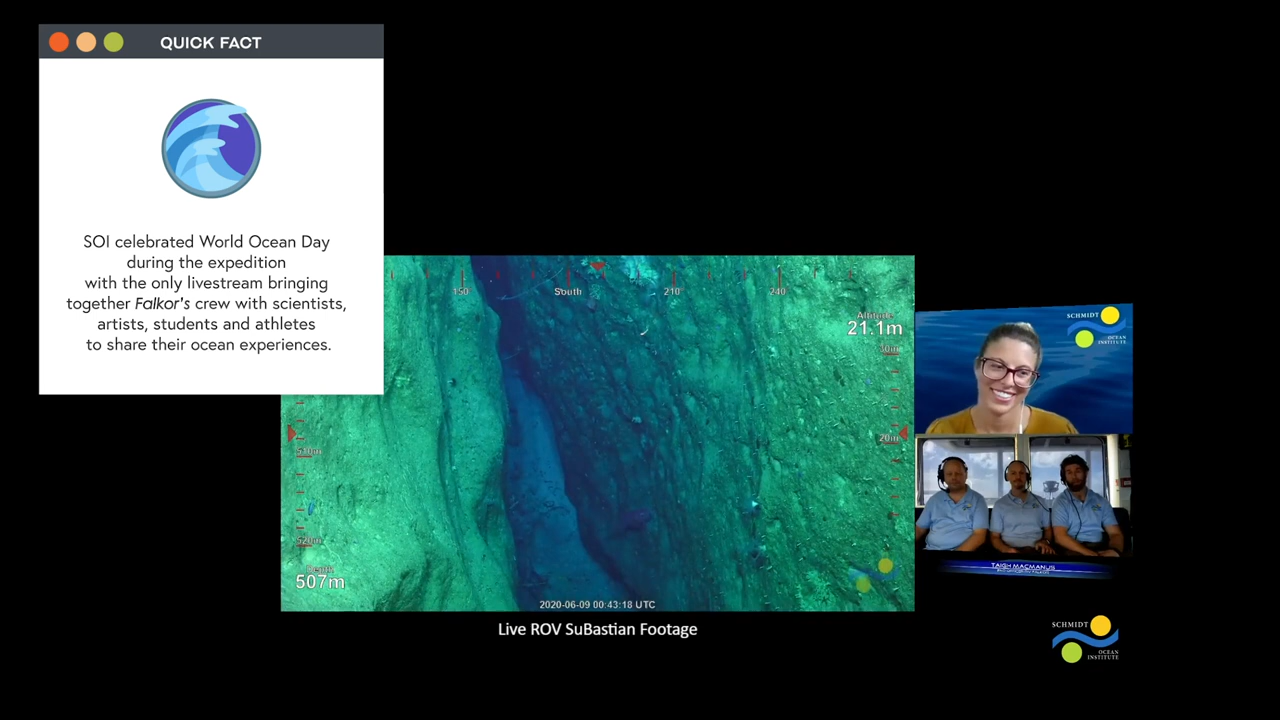 QUICK FACT
SOI celebrated World Ocean Day
during the expedition
with the only livestream bringing
together Falkor's crew with scientists,
artists, students and athletes
to share their ocean experiences.
150
South
210
240
Altitude
21.1m
30m
20m
510m
520m
Depth
507m
2020-06-09 00:43:18 UTC
Live ROV SuBastian Footage
SCHMIDT
OCEAN
INSTITUTE
TAIGH MACMANUS
SCHMIDT
OCEAN
INSTITUTE